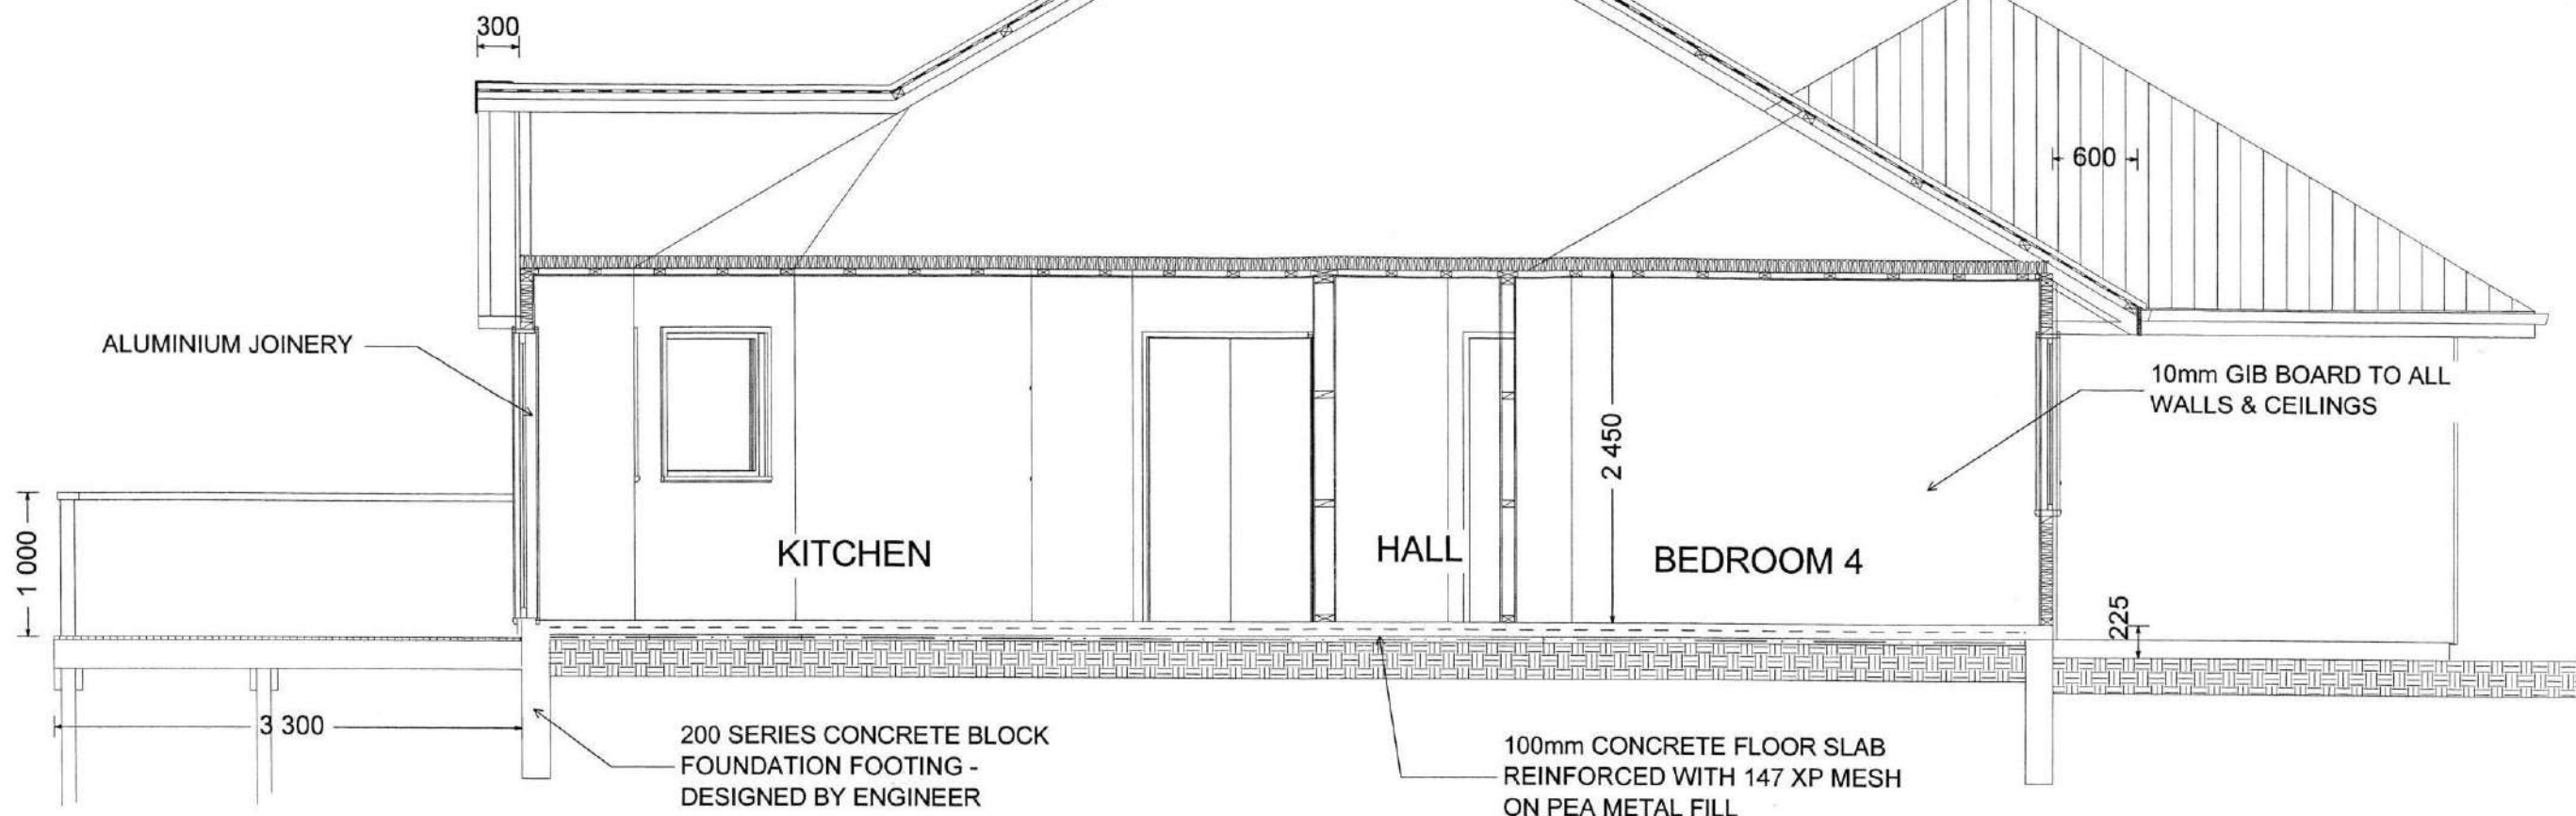 300
600
ALUMINIUM JOINERY
10mm GIB BOARD TO ALL
WALLS & CEILINGS
2 450
1 000
KITCHEN
HALL
BEDROOM 4
225
3 300
200 SERIES CONCRETE BLOCK
FOUNDATION FOOTING -
DESIGNED BY ENGINEER
100mm CONCRETE FLOOR SLAB
REINFORCED WITH 147 XP MESH
ON PEA METAL FILL